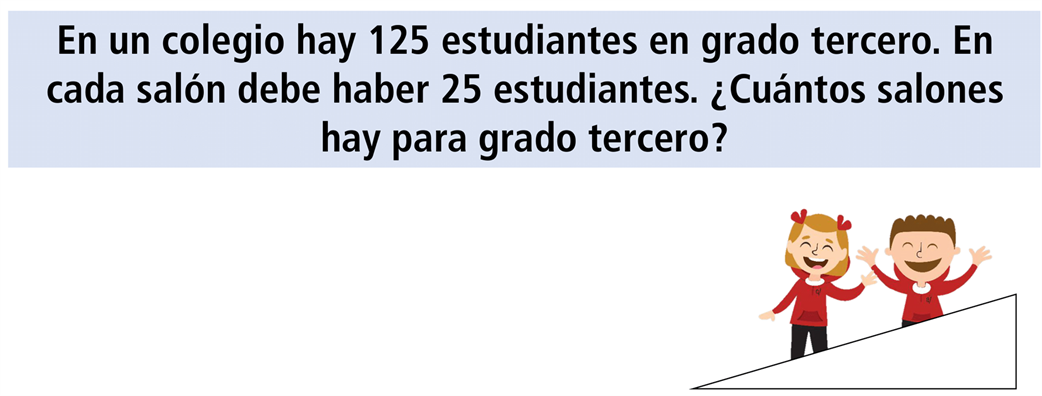 En un colegio hay 125 estudiantes en grado tercero. En
cada salón debe haber 25 estudiantes. ¿Cuántos salones
hay para grado tercero?